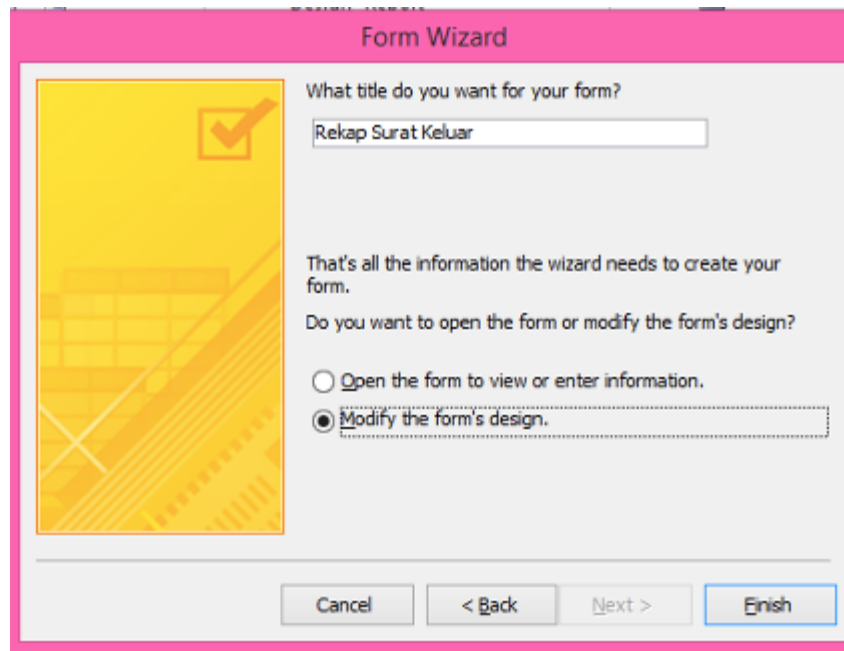 Form Wizard
What title do you want for your form?
Rekap Surat Keluar
That's all the information the wizard needs to create your
form.
Do you want to open the form or modify the form's design?
Open the form to view or enter information.
Modify the form's design.
Cancel
< Back
Next >
Finish